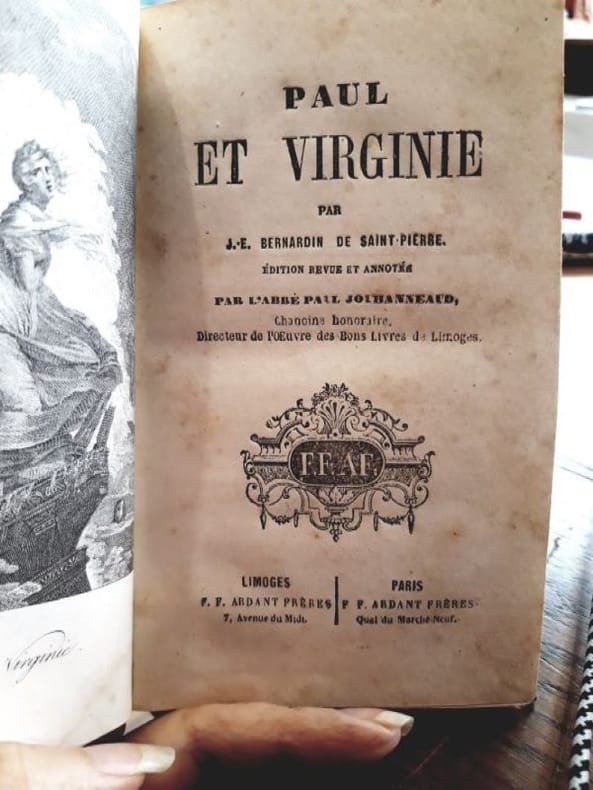 PAUL
ET VIRGINIE
PAR
J.-E. BERNARDIN DE SAINT-PIERRE.
ÉDITION REVUE ET ANNOTÉE
PAR L'ABBÉ PAUL JOUHANNEAUD,
Chanoine honoraire,
Directeur de l'Œuvre des Bons Livres de Limoges.
F.F.A.F.
LIMOGES
F. F. ARDANT FRÈRES
7, Avenue du Midi.
PARIS
F F. ARDANT FRÈRES
Quai du Marché-Neuf.
Virginie.